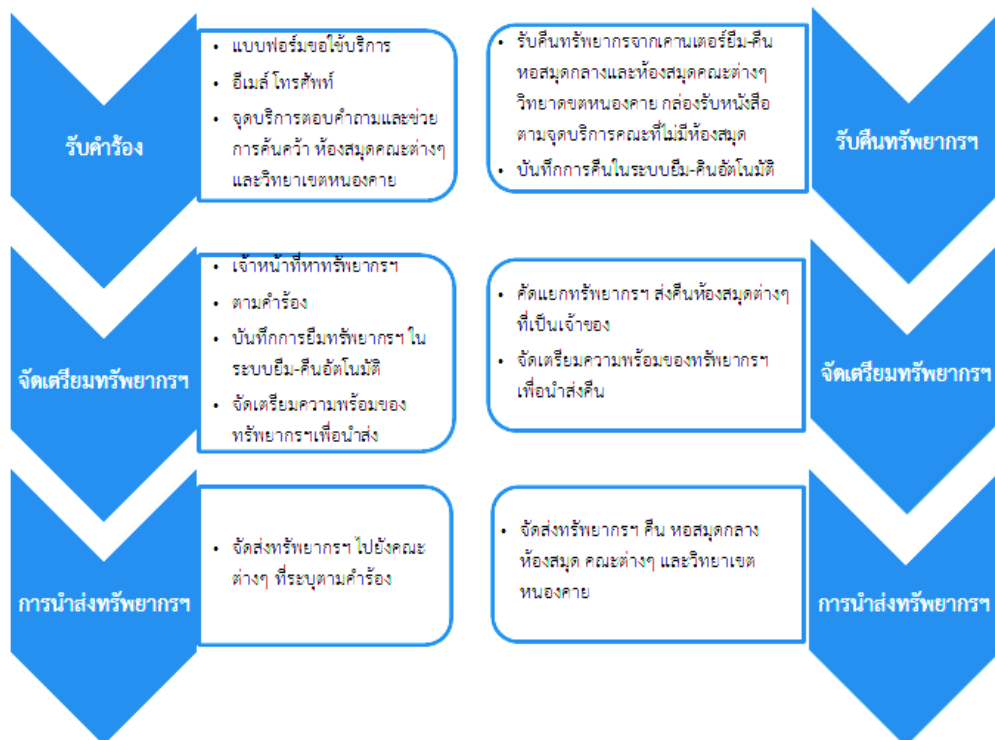 รับคำร้อง
• แบบฟอร์มขอใช้บริการ
• อีเมล์ โทรศัพท์
• จุดบริการตอบคำถามและช่วย
การค้นคว้า ห้องสมุดคณะต่างๆ
และวิทยาเขตหนองคาย
จัดเตรียมทรัพยากรฯ
• เจ้าหน้าที่หาทรัพยากรฯ
• ตามคำร้อง
• บันทึกการยืมทรัพยากรฯ ใน
ระบบยืม-คืนอัตโนมัติ
• จัดเตรียมความพร้อมของ
ทรัพยากรฯเพื่อนำส่ง
การนำส่งทรัพยากรฯ
• จัดส่งทรัพยากรฯ ไปยังคณะ
ต่างๆ ที่ระบุตามคำร้อง
• รับคืนทรัพยากรจากเคานเตอร์ยืม-คืน
หอสมุดกลางและห้องสมุดคณะต่างๆ
วิทยาดขตหนองคาย กล่องรับหนังสือ
ตามจุดบริการคณะที่ไม่มีห้องสมุด
• บันทึกการคืนในระบบยืม-คืนอัตโนมัติ
รับคืนทรัพยากรฯ
• คัดแยกทรัพยากรฯ ส่งคืนห้องสมุดต่างๆ
ที่เป็นเจ้าของ
• จัดเตรียมความพร้อมของทรัพยากรฯ
เพื่อนำส่งคืน
จัดเตรียมทรัพยากรฯ
• จัดส่งทรัพยากรฯ คืน หอสมุดกลาง
ห้องสมุด คณะต่างๆ และวิทยาเขต
หนองคาย
การนำส่งทรัพยากรฯ